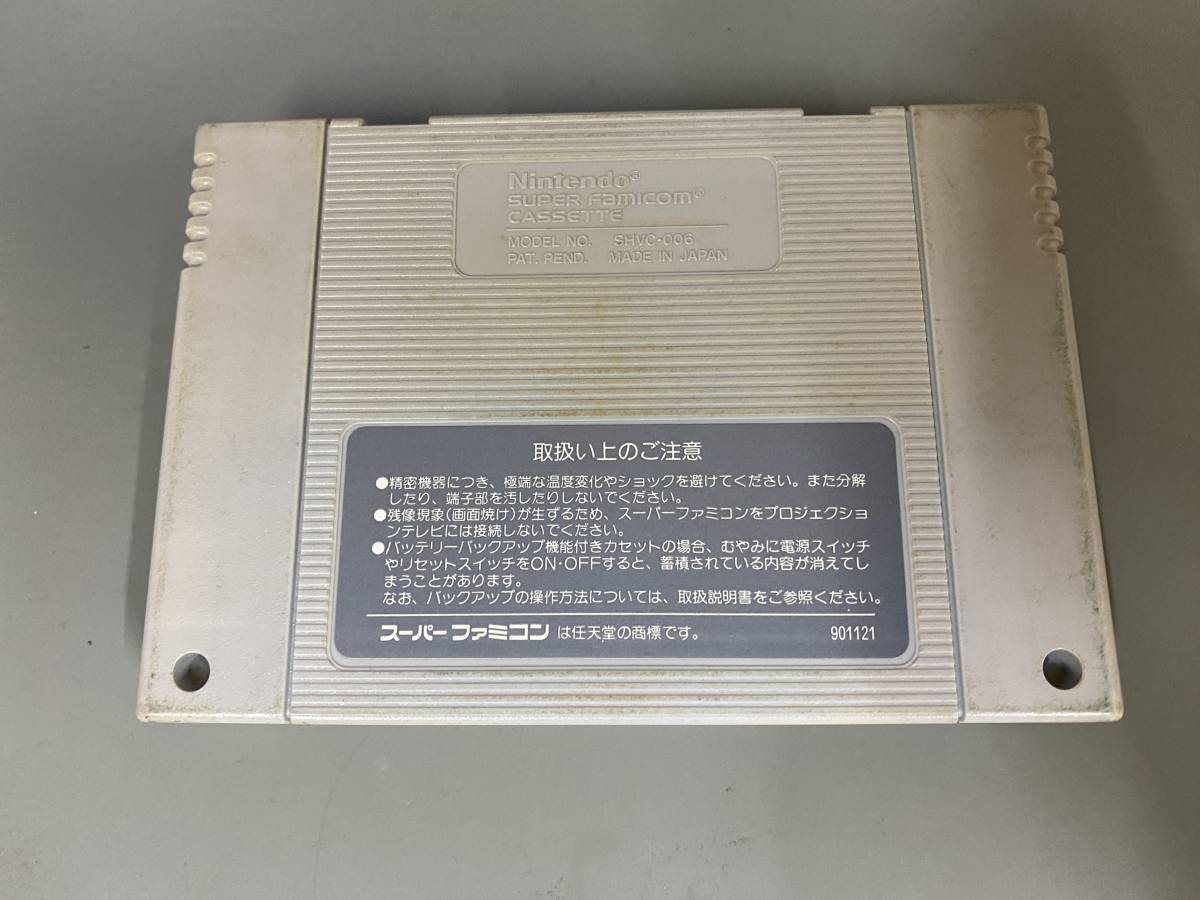 Nintendo®
SUPER Famicom®
CASSETTE
MODEL NO. SHVC-006
PAT. PEND. MADE IN JAPAN
取扱い上のご注意
●精密機器につき、極端な温度変化やショックを避けてください。また分解
したり、端子部を汚したりしないでください。
●残像現象(画面焼け)が生ずるため、スーパーファミコンをプロジェクショ
ンテレビには接続しないでください。
●バッテリーバックアップ機能付きカセットの場合、むやみに電源スイッチ
やリセットスイッチをON・OFFすると、蓄積されている内容が消えてし
まうことがあります。
なお、バックアップの操作方法については、取扱説明書をご参照ください。
スーパーファミコン は任天堂の商標です。 901121